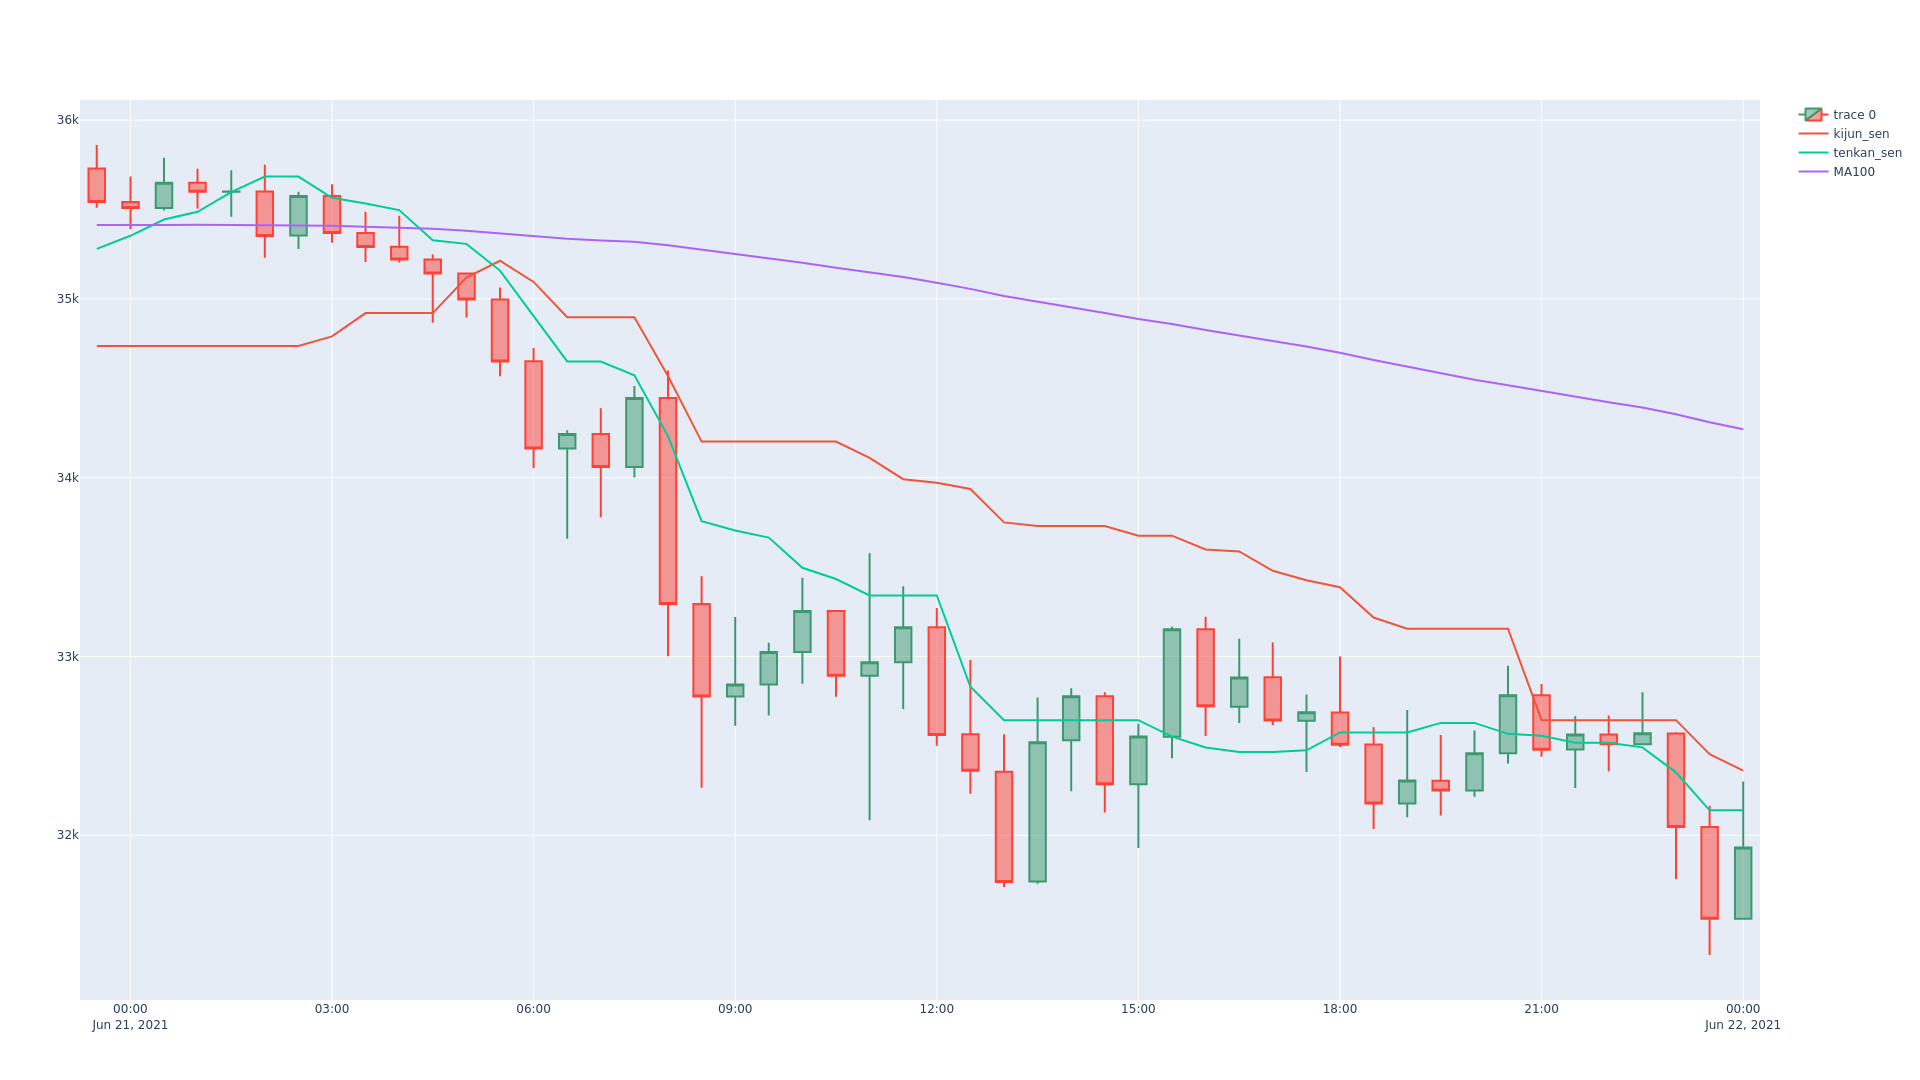 36k
35k
34k
33k
32k
00:00
Jun 21, 2021
03:00
06:00
09:00
12:00
15:00
18:00
21:00
00:00
Jun 22, 2021
trace 0
kijun_sen
tenkan_sen
MA100